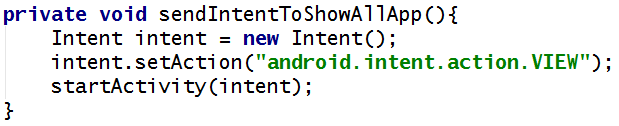 private void sendIntentToShowAllApp(){
    Intent intent = new Intent();
    intent.setAction("android.intent.action.VIEW");
    startActivity(intent);
}